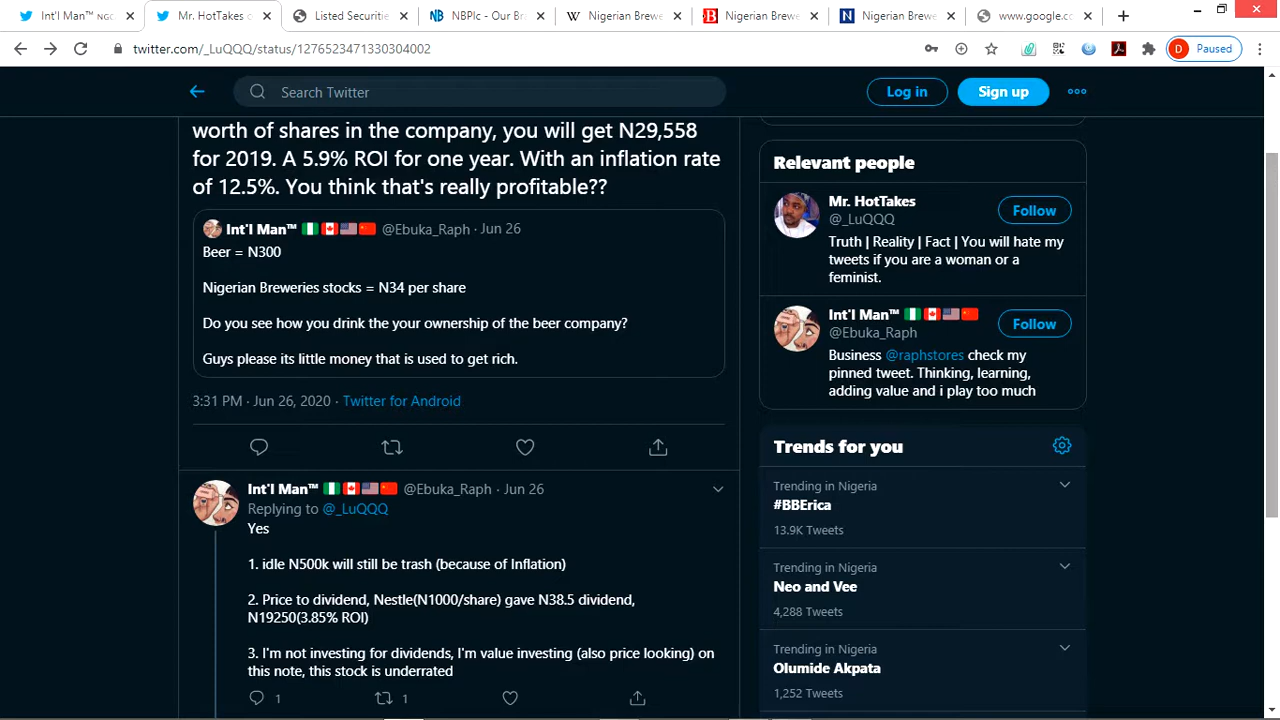 Int'l Man™ NGC
Mr. HotTakes o
Listed Securitie
NBPlc - Our Bra
Nigerian Brewe
Nigerian Brewe
Nigerian Brewe
www.google.co
twitter.com/_LuQQQ/status/1276523471330304002
D Paused
Search Twitter
Log in
Sign up
worth of shares in the company, you will get N29,558
for 2019. A 5.9% ROI for one year. With an inflation rate
of 12.5%. You think that's really profitable??
Int'l Man™ @Ebuka_Raph · Jun 26
Beer = N300
Nigerian Breweries stocks = N34 per share
Do you see how you drink the your ownership of the beer company?
Guys please its little money that is used to get rich.
3:31 PM · Jun 26, 2020 · Twitter for Android
Int'l Man™ @Ebuka_Raph · Jun 26
Replying to @_LuQQQ
Yes
1. idle N500k will still be trash (because of Inflation)
2. Price to dividend, Nestle(N1000/share) gave N38.5 dividend,
N19250(3.85% ROI)
3. I'm not investing for dividends, I'm value investing (also price looking) on
this note, this stock is underrated
1
1
Relevant people
Mr. HotTakes
@_LuQQQ
Follow
Truth | Reality | Fact | You will hate my
tweets if you are a woman or a
feminist.
Int'l Man™
@Ebuka_Raph
Follow
Business @raphstores check my
pinned tweet. Thinking, learning,
adding value and i play too much
Trends for you
Trending in Nigeria
#BBErica
13.9K Tweets
Trending in Nigeria
Neo and Vee
4,288 Tweets
Trending in Nigeria
Olumide Akpata
1,252 Tweets